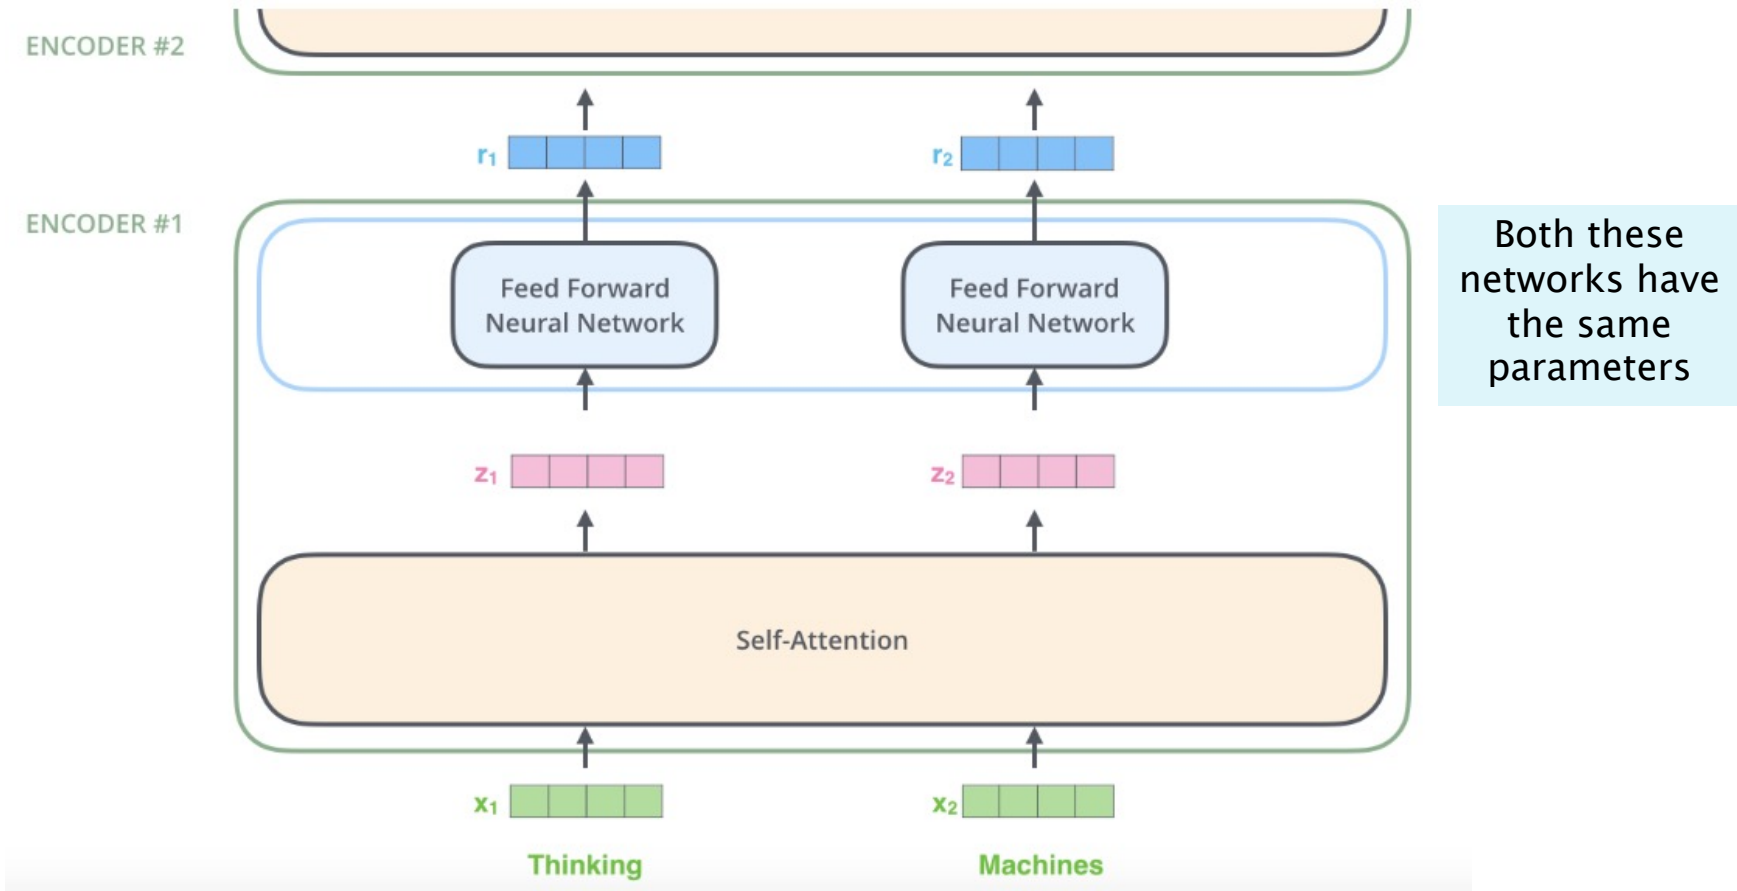 ENCODER #2
r₁
r₂
ENCODER #1
Feed Forward
Neural Network
Feed Forward
Neural Network
Both these
networks have
the same
parameters
z₁
z₂
Self-Attention
x₁
x₂
Thinking
Machines